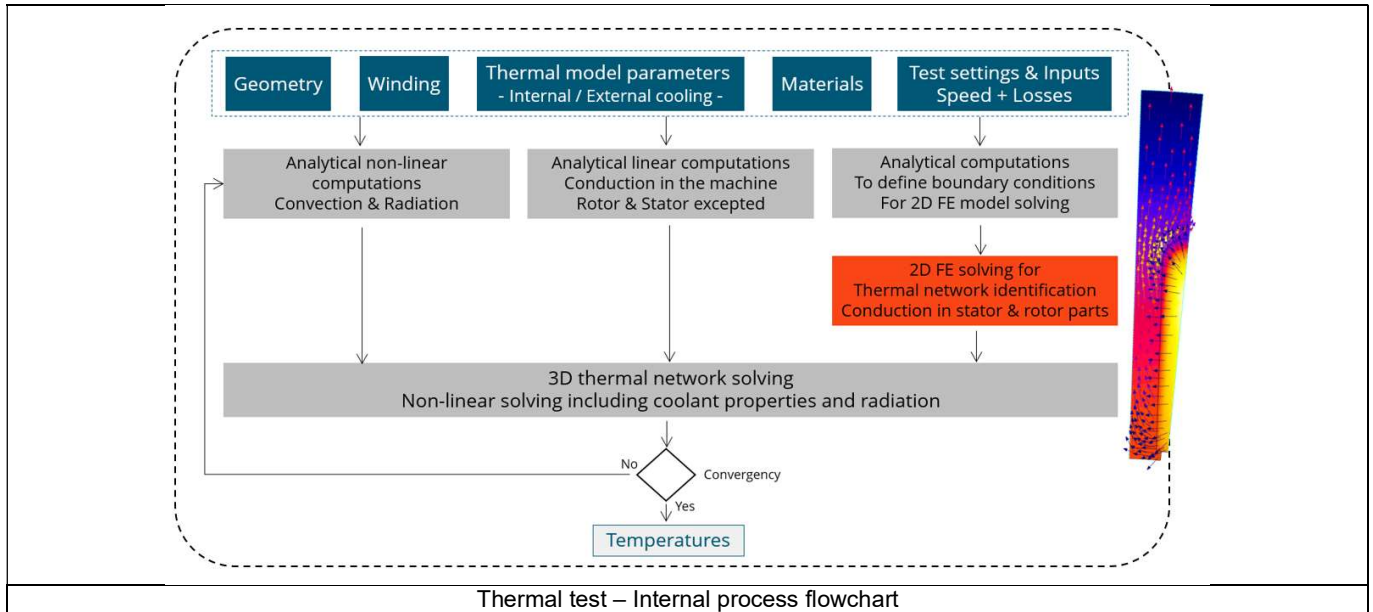 Geometry
Winding
Thermal model parameters
- Internal / External cooling -
Materials
Test settings & Inputs
Speed + Losses
Analytical non-linear
computations
Convection & Radiation
Analytical linear computations
Conduction in the machine
Rotor & Stator excepted
Analytical computations
To define boundary conditions
For 2D FE model solving
2D FE solving for
Thermal network identification
Conduction in stator & rotor parts
3D thermal network solving
Non-linear solving including coolant properties and radiation
No
Convergency
Yes
Temperatures
Thermal test – Internal process flowchart